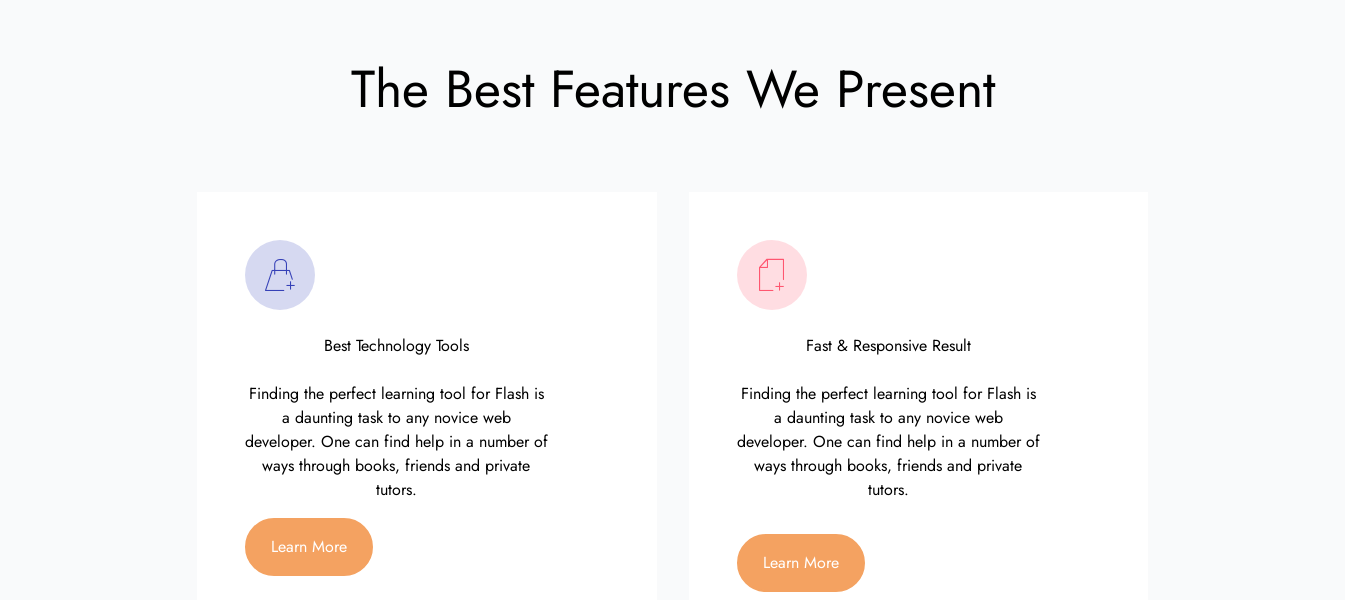 The Best Features We Present
Best Technology Tools
Finding the perfect learning tool for Flash is
a daunting task to any novice web
developer. One can find help in a number of
ways through books, friends and private
tutors.
Learn More
Fast & Responsive Result
Finding the perfect learning tool for Flash is
a daunting task to any novice web
developer. One can find help in a number of
ways through books, friends and private
tutors.
Learn More